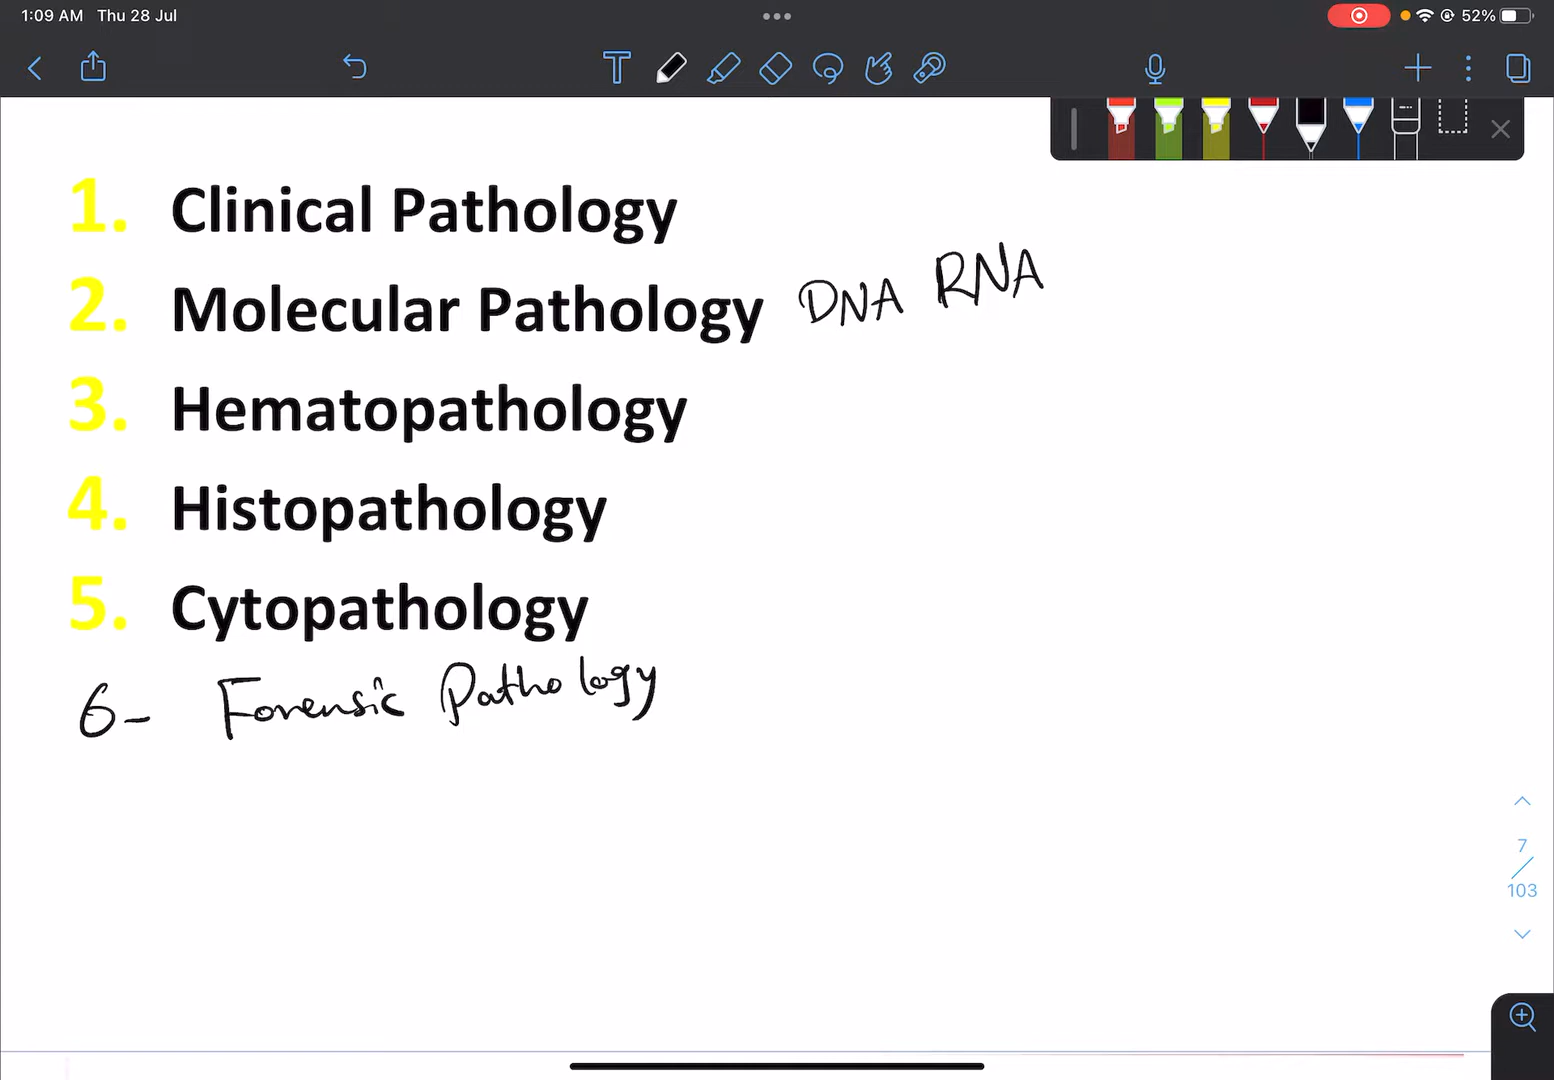 1:09 AM Thu 28 Jul 52%
T
1. Clinical Pathology
2. Molecular Pathology DNA RNA
3. Hematopathology
4. Histopathology
5. Cytopathology
6- Forensic Pathology
7
103